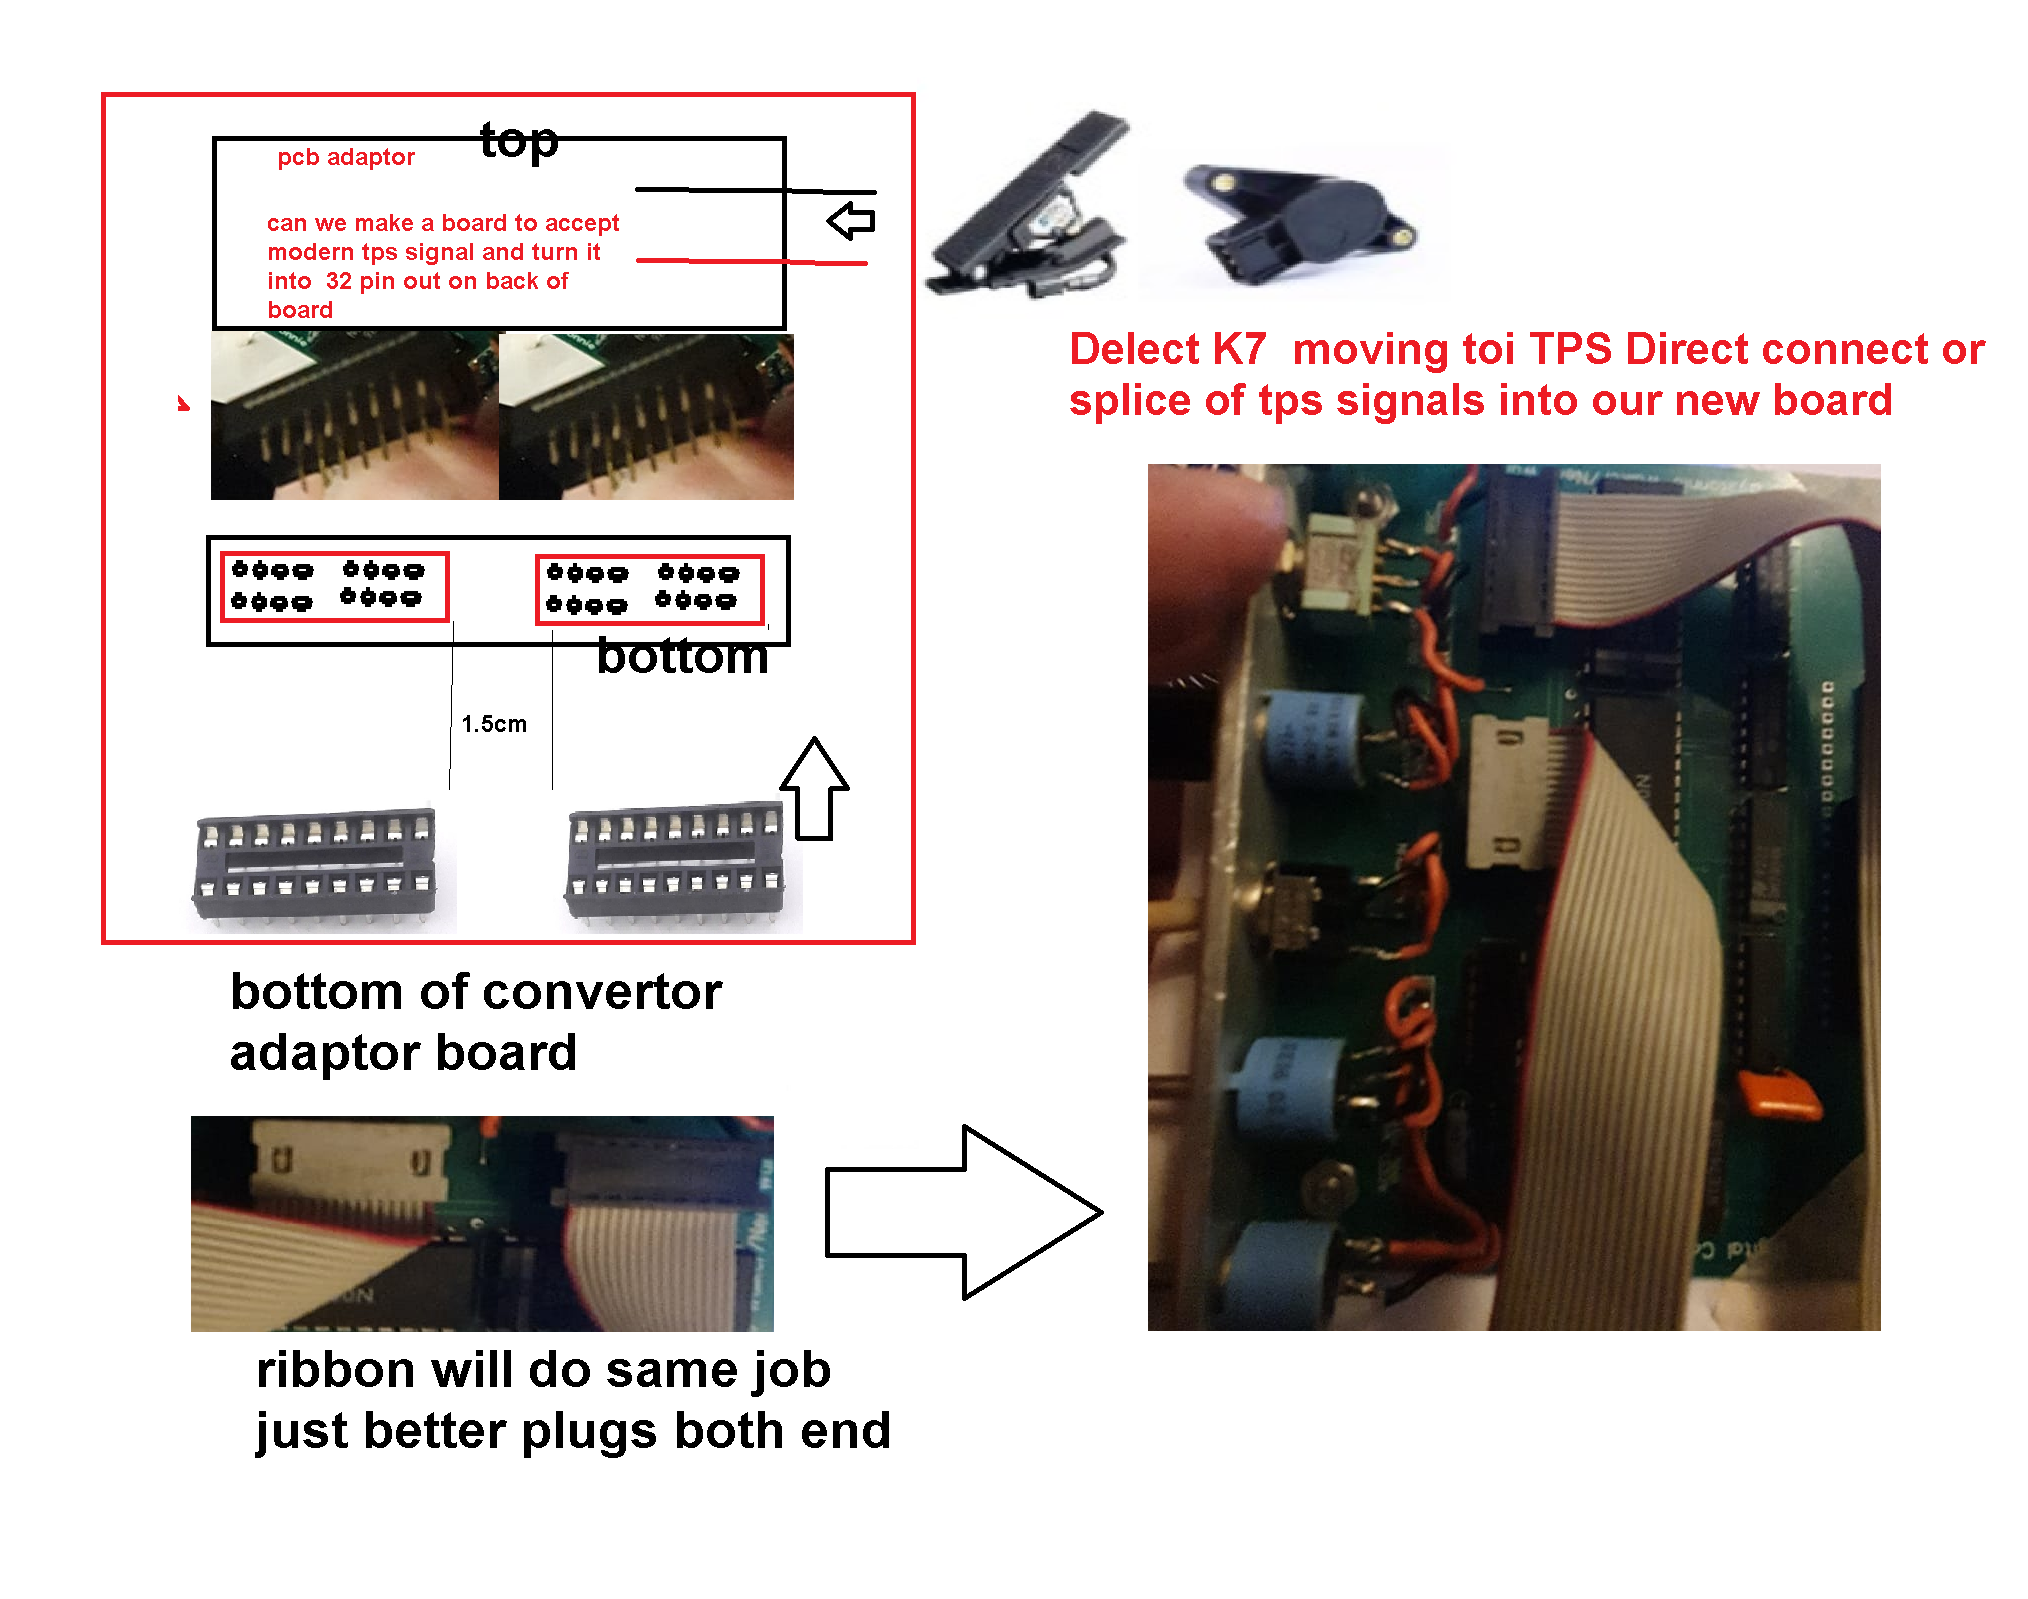 top
pcb adaptor
can we make a board to accept
modern tps signal and turn it
into 32 pin out on back of
board
Delect K7 moving toi TPS Direct connect or
splice of tps signals into our new board
bottom
1.5cm
bottom of convertor
adaptor board
ribbon will do same job
just better plugs both end